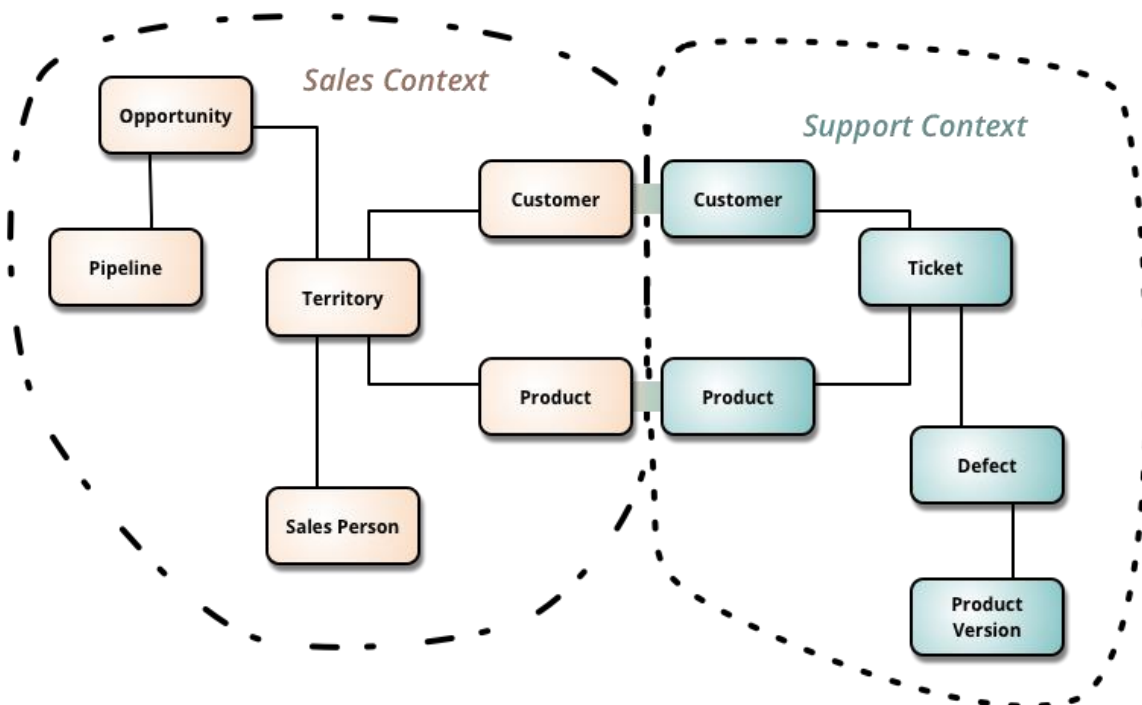 Sales Context
Opportunity
Support Context
Customer
Customer
Pipeline
Ticket
Territory
Product
Product
Defect
Sales Person
Product
Version